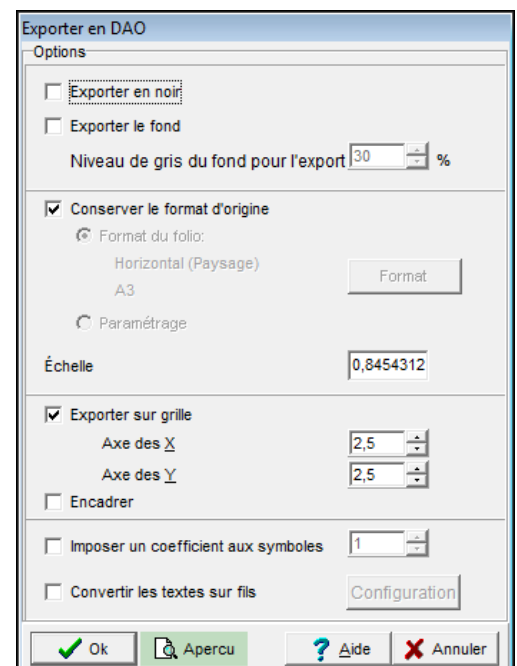 Exporter en DAO
Options
Exporter en noir
Exporter le fond
Niveau de gris du fond pour l'export 30 %
Conserver le format d'origine
Format du folio:
Horizontal (Paysage)
Format
A3
Paramétrage
Échelle 0,8454312
Exporter sur grille
Axe des X 2,5
Axe des Y 2,5
Encadrer
Imposer un coefficient aux symboles 1
Convertir les textes sur fils Configuration
Ok Apercu ? Aide Annuler